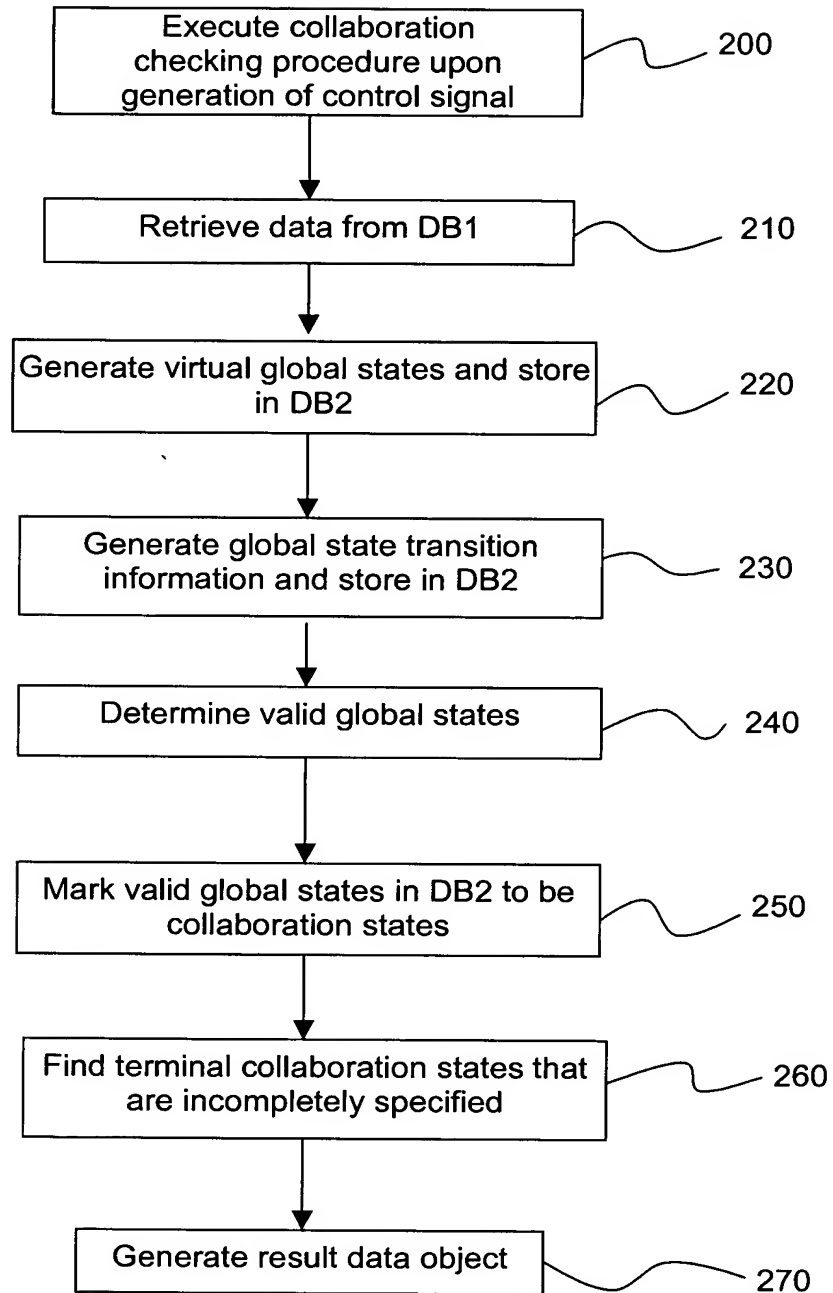 Execute collaboration
checking procedure upon
generation of control signal
200
Retrieve data from DB1
210
Generate virtual global states and store
in DB2
220
Generate global state transition
information and store in DB2
230
Determine valid global states
240
Mark valid global states in DB2 to be
collaboration states
250
Find terminal collaboration states that
are incompletely specified
260
Generate result data object
270